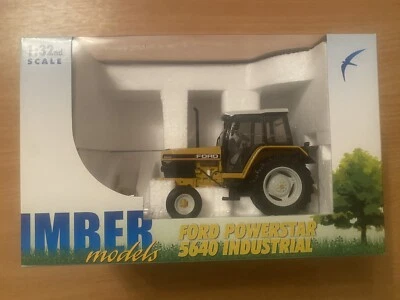 1:32nd
SCALE
FORD
IMBER
models
FORD POWERSTAR
5640 INDUSTRIAL